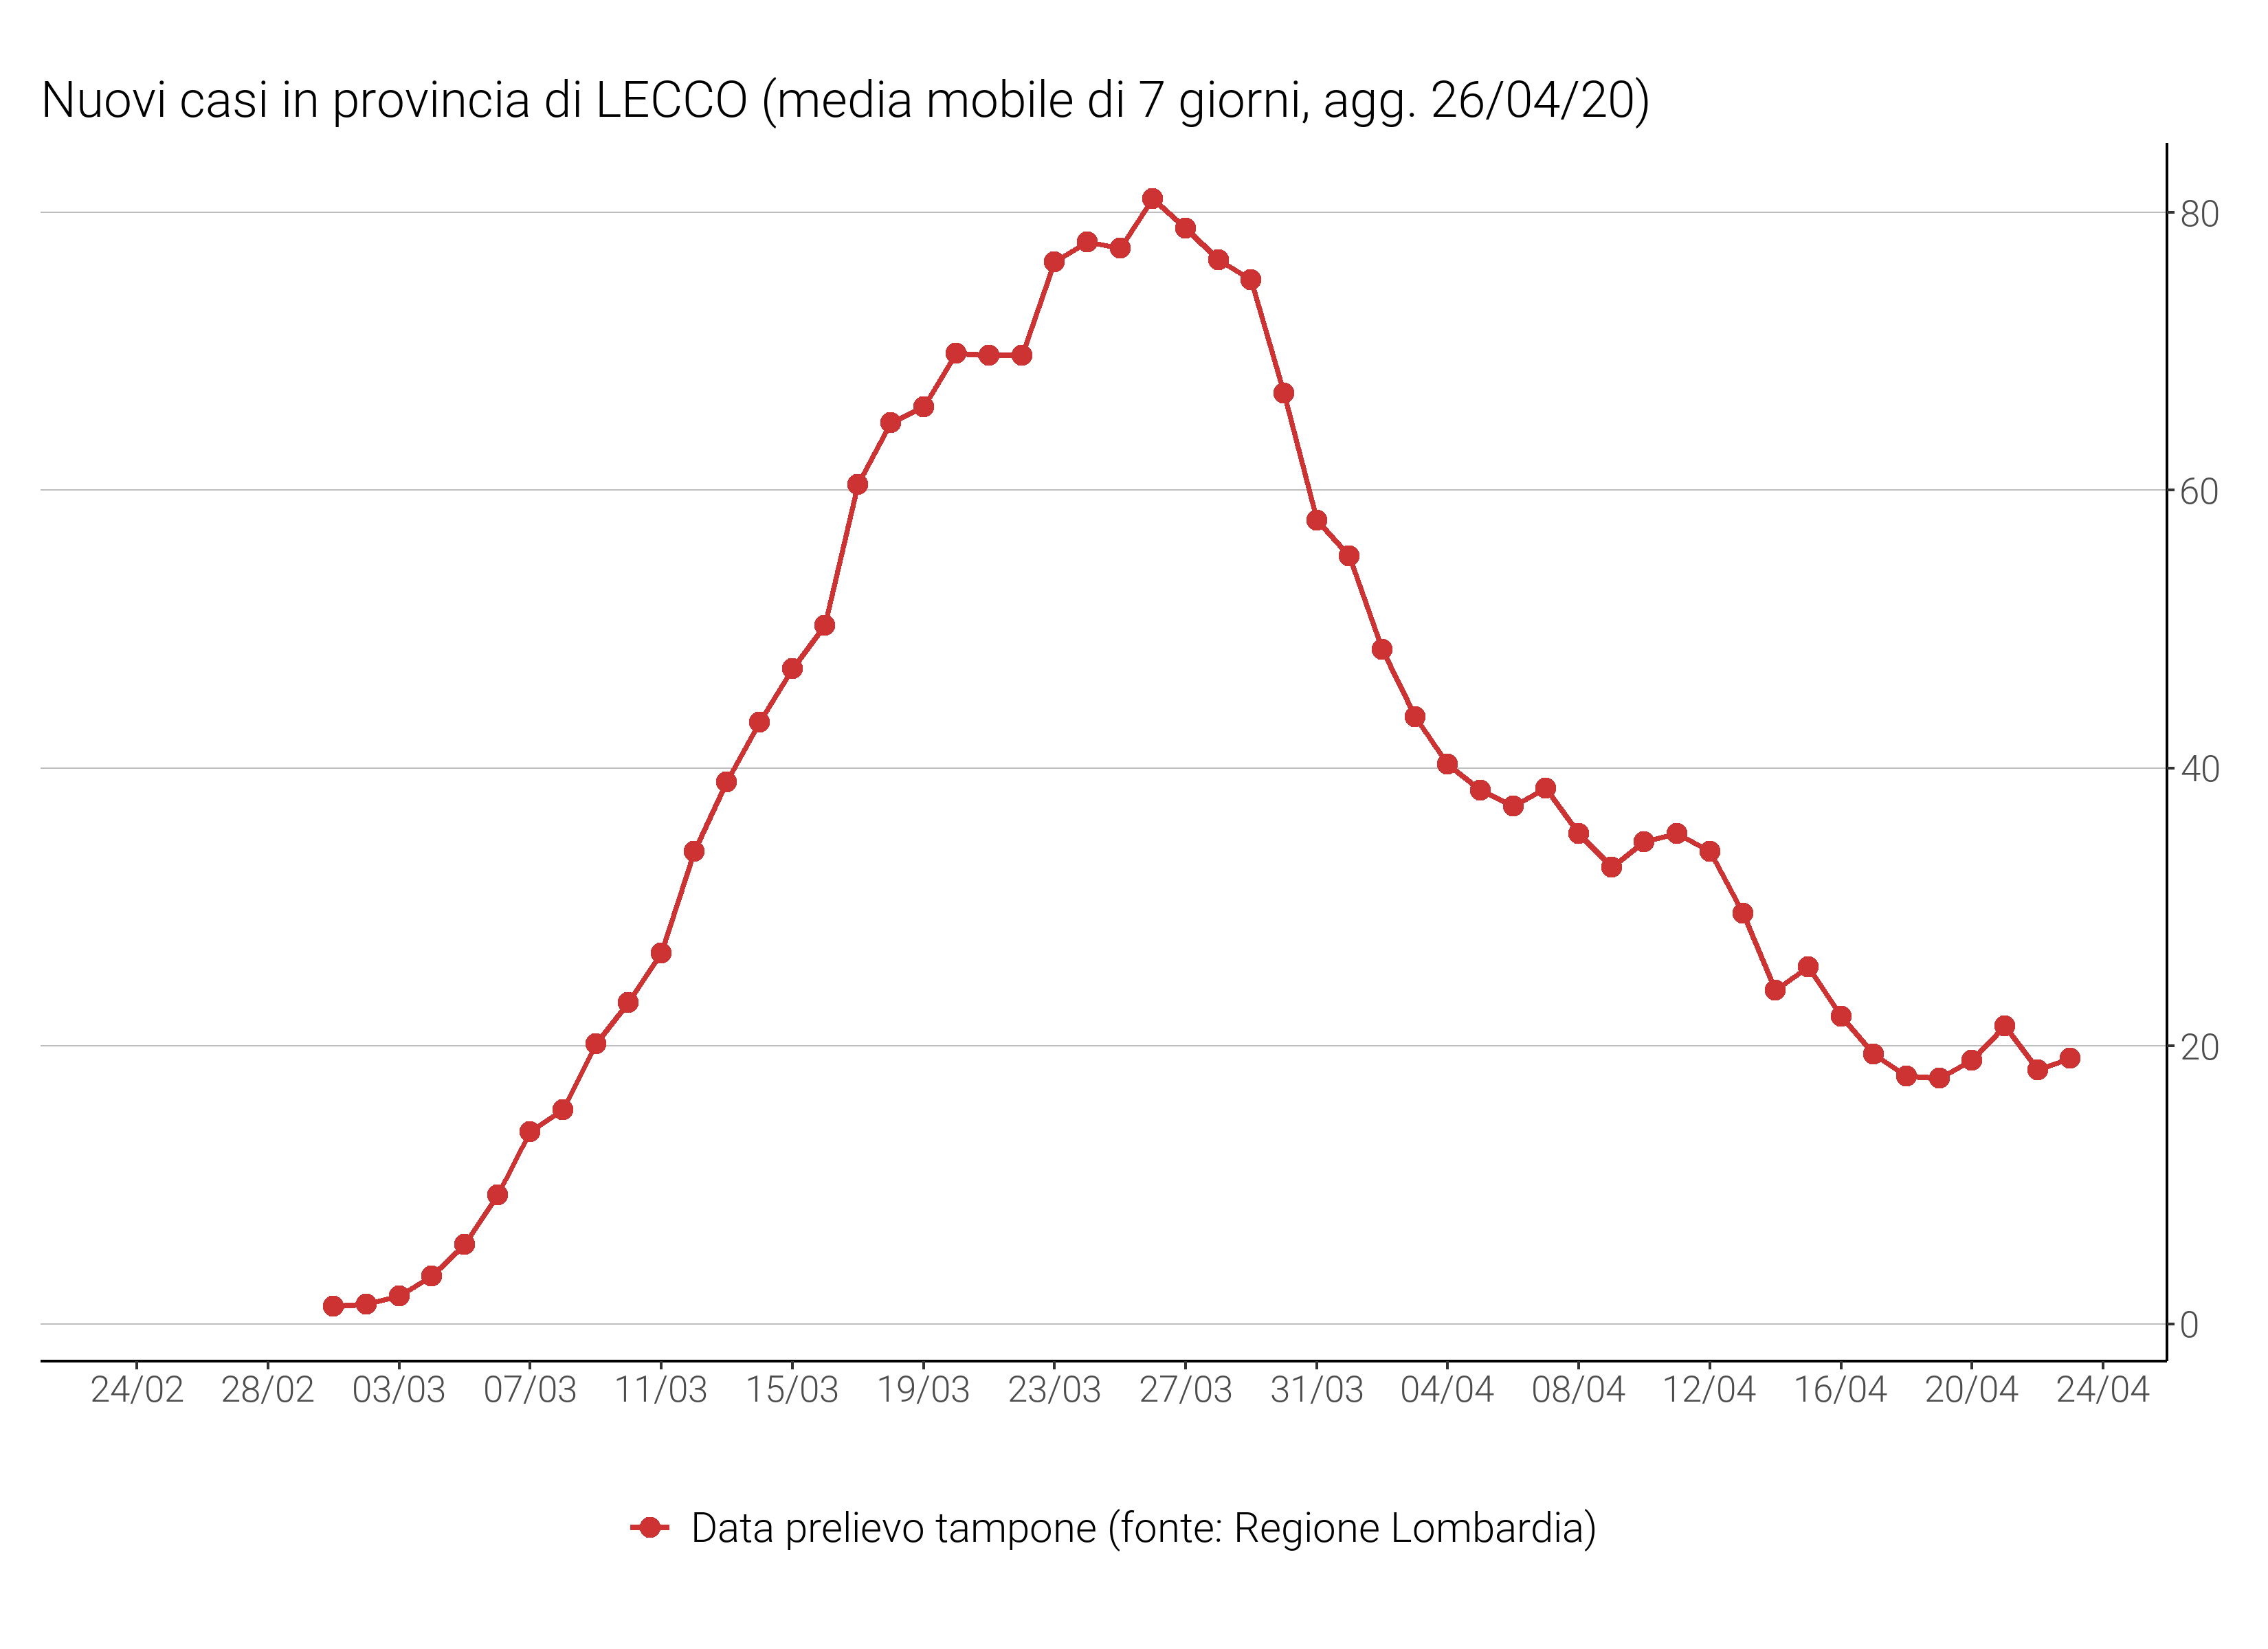 Nuovi casi in provincia di LECCO (media mobile di 7 giorni, agg. 26/04/20)
80
60
40
20
0
24/02 28/02 03/03 07/03 11/03 15/03 19/03 23/03 27/03 31/03 04/04 08/04 12/04 16/04 20/04 24/04
Data prelievo tampone (fonte: Regione Lombardia)